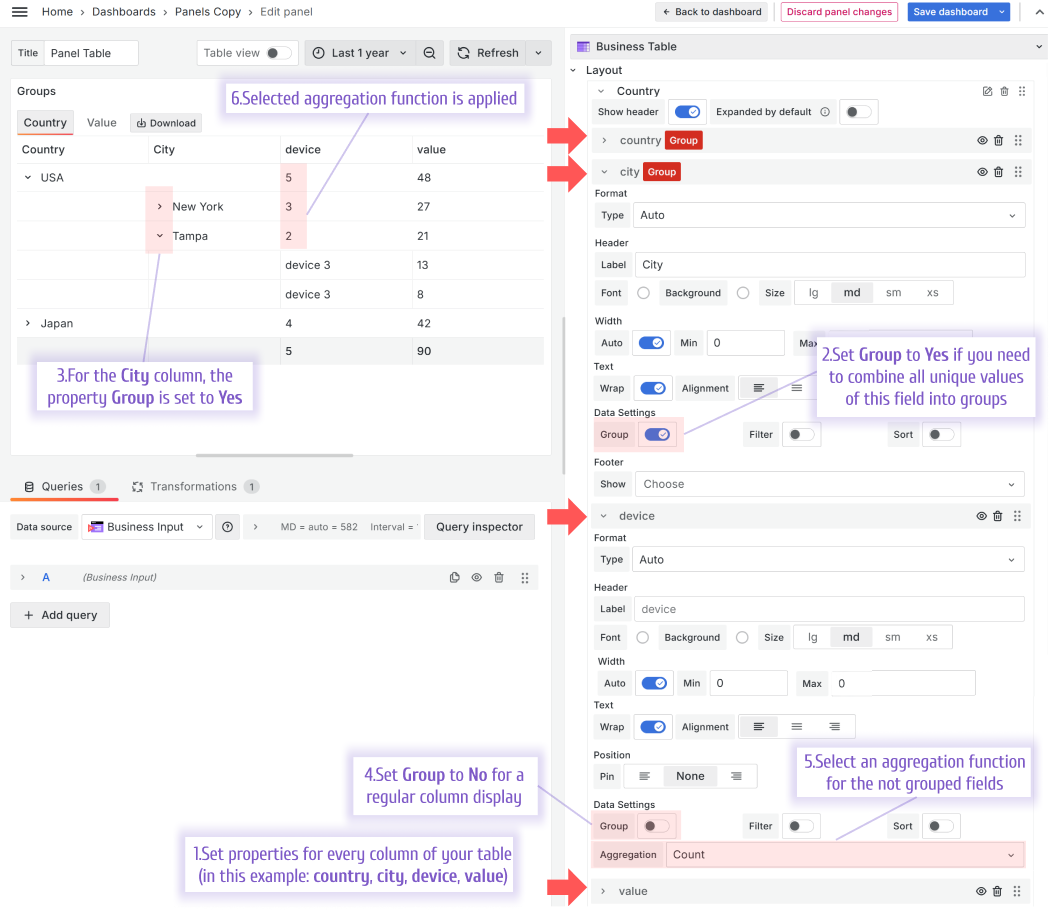 Home › Dashboards › Panels Copy › Edit panel
← Back to dashboard
Discard panel changes
Save dashboard
Title Panel Table
Table view
Last 1 year
Refresh
Groups
6.Selected aggregation function is applied
Country Value Download
Country City device value
USA 5 48
New York 3 27
Tampa 2 21
device 3 13
device 3 8
Japan 4 42
5 90
3.For the City column, the
property Group is set to Yes
Queries 1 Transformations 1
Data source Business Input MD = auto = 582 Interval = Query inspector
A (Business Input)
+ Add query
4.Set Group to No for a
regular column display
1.Set properties for every column of your table
(in this example: country, city, device, value)
Business Table
Layout
Country
Show header Expanded by default
country Group
city Group
Format
Type Auto
Header
Label City
Font Background Size lg md sm xs
Width
Auto Min 0 Max
2.Set Group to Yes if you need
to combine all unique values
of this field into groups
Text
Wrap Alignment
Data Settings
Group Filter Sort
Footer
Show Choose
device
Format
Type Auto
Header
Label device
Font Background Size lg md sm xs
Width
Auto Min 0 Max 0
Text
Wrap Alignment
Position
Pin None
5.Select an aggregation function
for the not grouped fields
Data Settings
Group Filter Sort
Aggregation Count
value